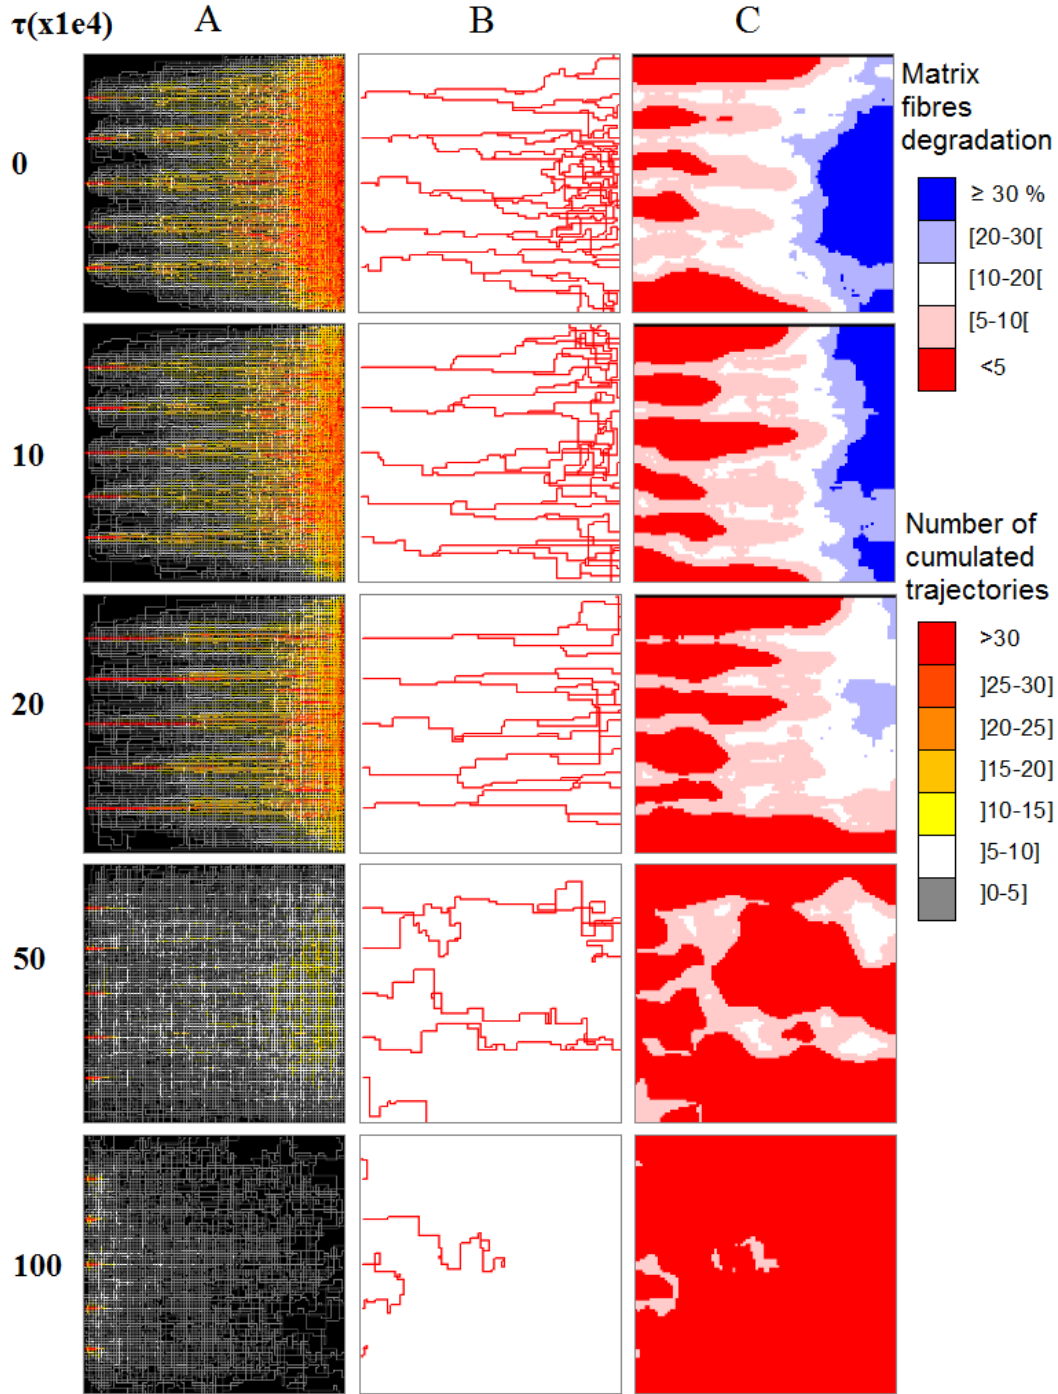 τ(x1e4)
A
B
C
0
10
20
50
100
Matrix
fibres
degradation
≥ 30 %
[20-30[
[10-20[
[5-10[
<5
Number of
cumulated
trajectories
>30
]25-30]
]20-25]
]15-20]
]10-15]
]5-10]
]0-5]